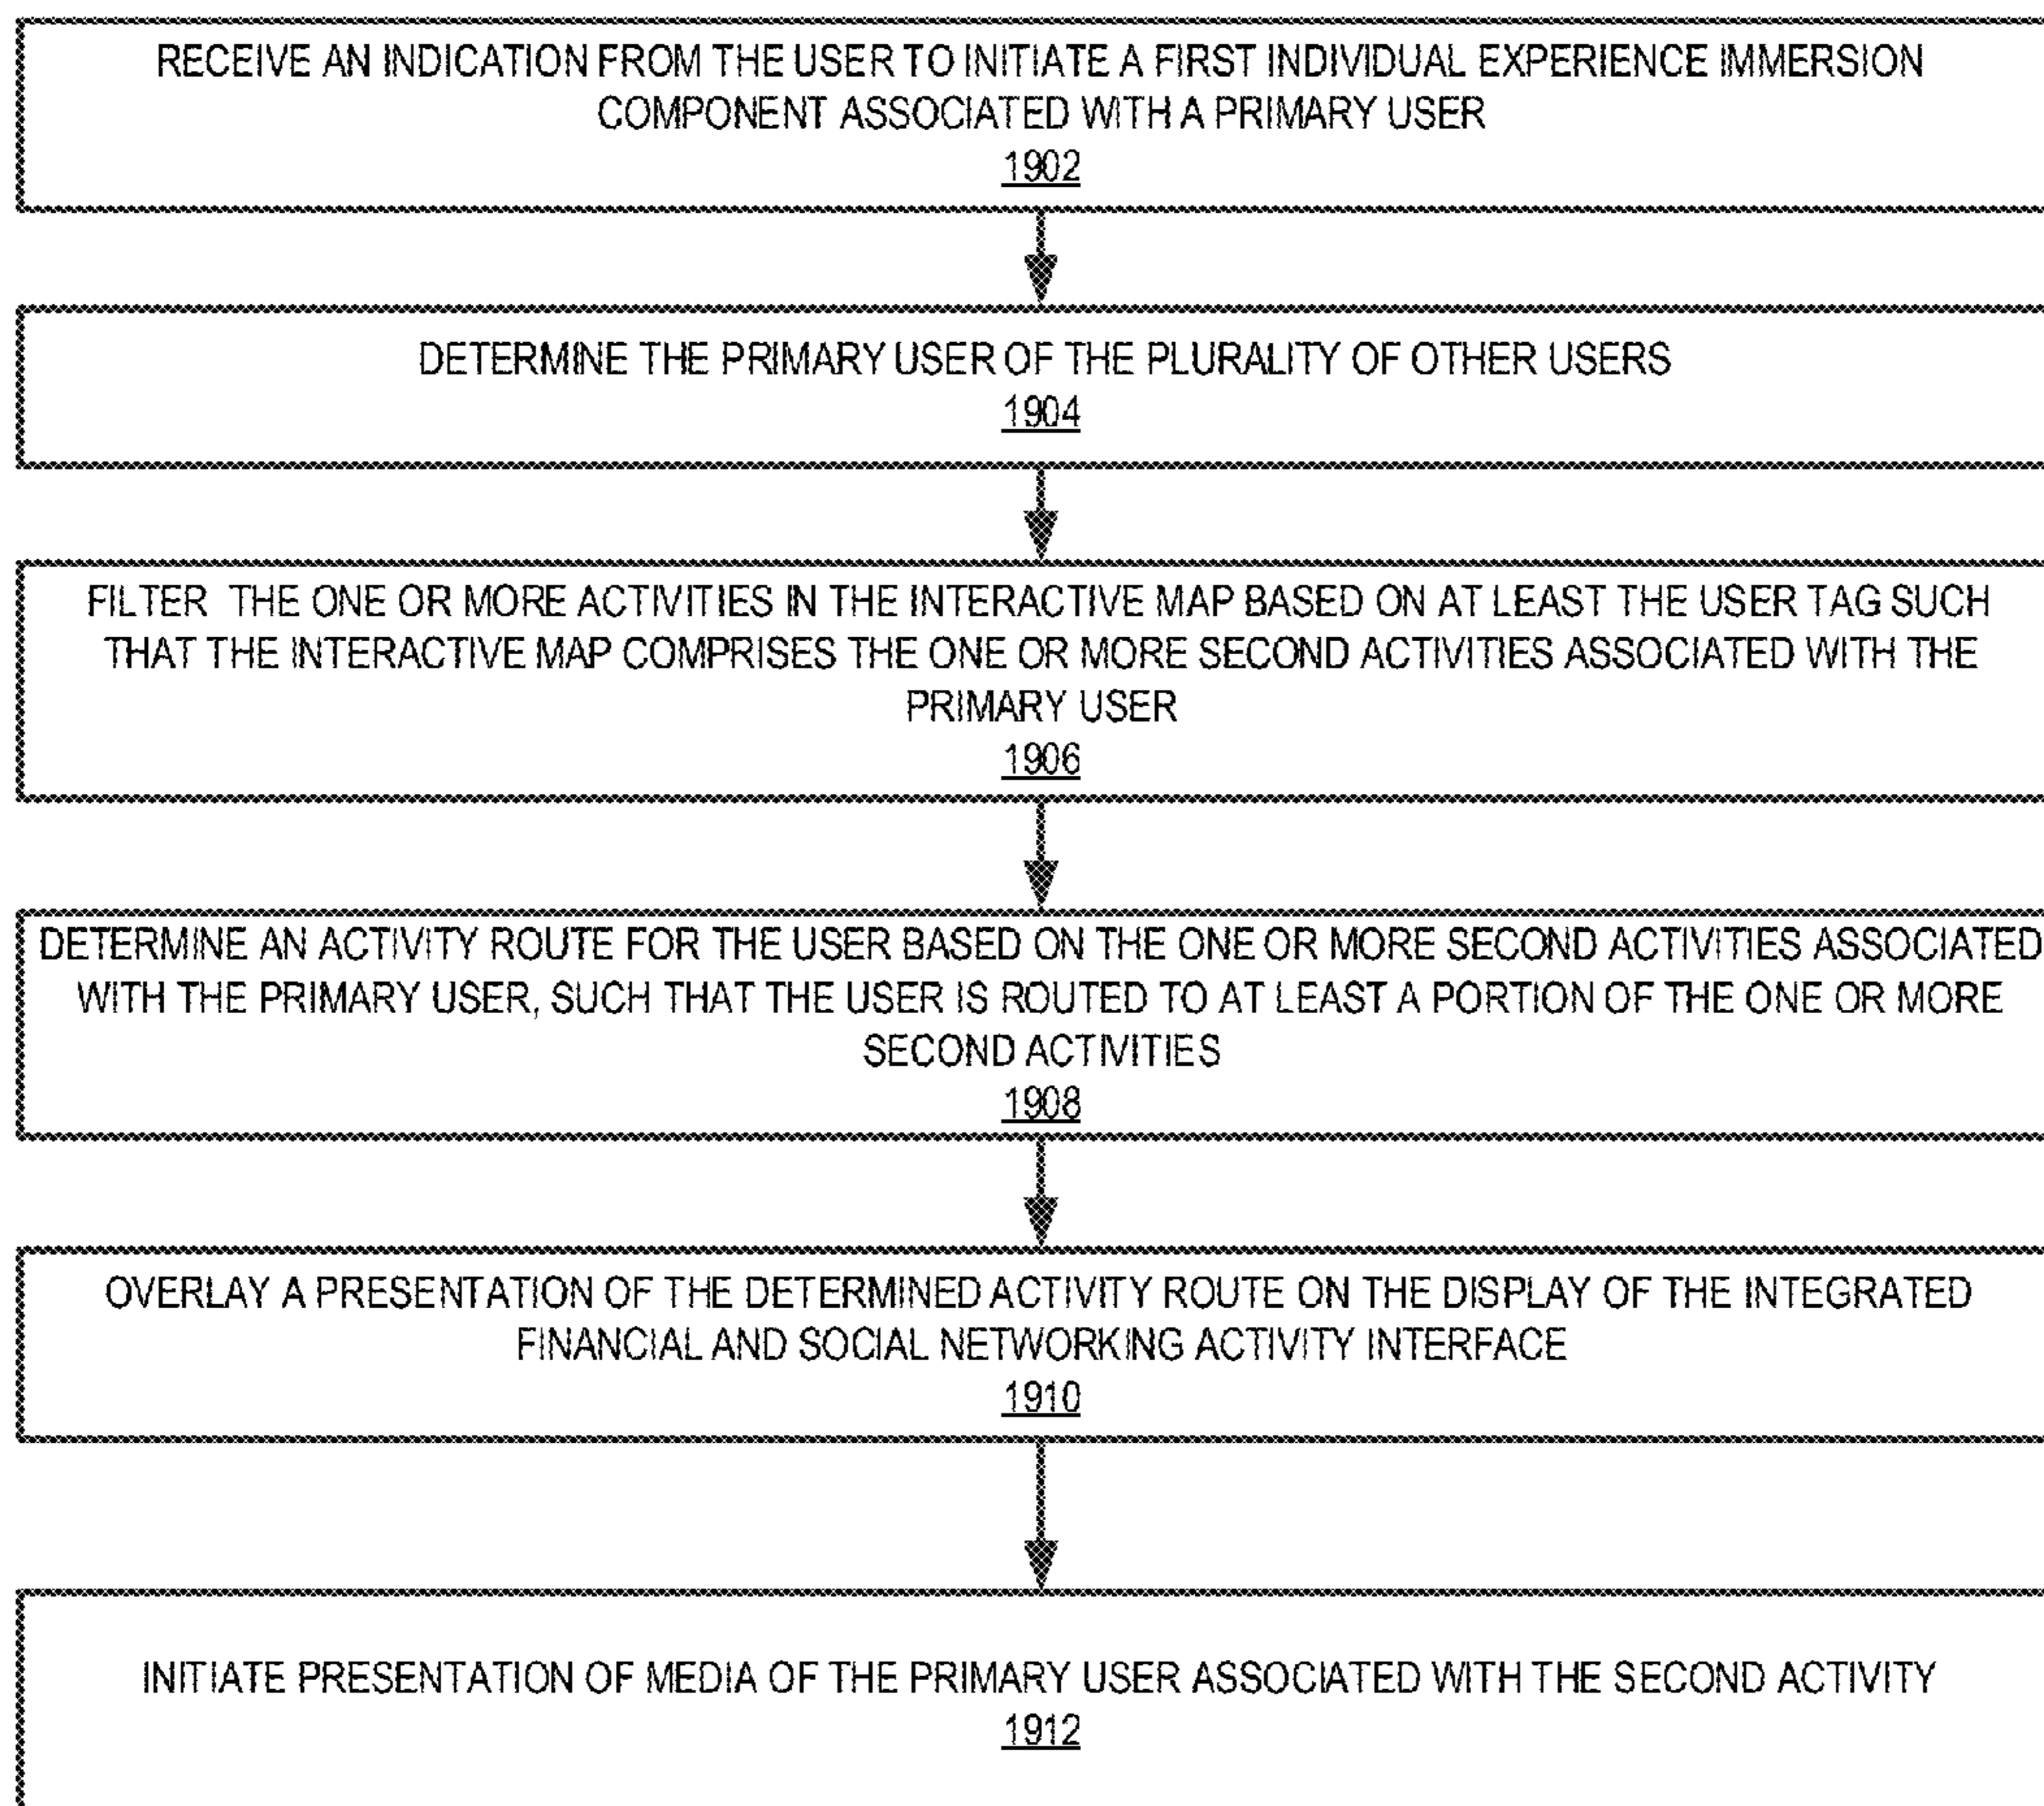 RECEIVE AN INDICATION FROM THE USER TO INITIATE A FIRST INDIVIDUAL EXPERIENCE IMMERSION
COMPONENT ASSOCIATED WITH A PRIMARY USER
1902
DETERMINE THE PRIMARY USER OF THE PLURALITY OF OTHER USERS
1904
FILTER THE ONE OR MORE ACTIVITIES IN THE INTERACTIVE MAP BASED ON AT LEAST THE USER TAG SUCH
THAT THE INTERACTIVE MAP COMPRISES THE ONE OR MORE SECOND ACTIVITIES ASSOCIATED WITH THE
PRIMARY USER
1906
DETERMINE AN ACTIVITY ROUTE FOR THE USER BASED ON THE ONE OR MORE SECOND ACTIVITIES ASSOCIATED
WITH THE PRIMARY USER, SUCH THAT THE USER IS ROUTED TO AT LEAST A PORTION OF THE ONE OR MORE
SECOND ACTIVITIES
1908
OVERLAY A PRESENTATION OF THE DETERMINED ACTIVITY ROUTE ON THE DISPLAY OF THE INTEGRATED
FINANCIAL AND SOCIAL NETWORKING ACTIVITY INTERFACE
1910
INITIATE PRESENTATION OF MEDIA OF THE PRIMARY USER ASSOCIATED WITH THE SECOND ACTIVITY
1912